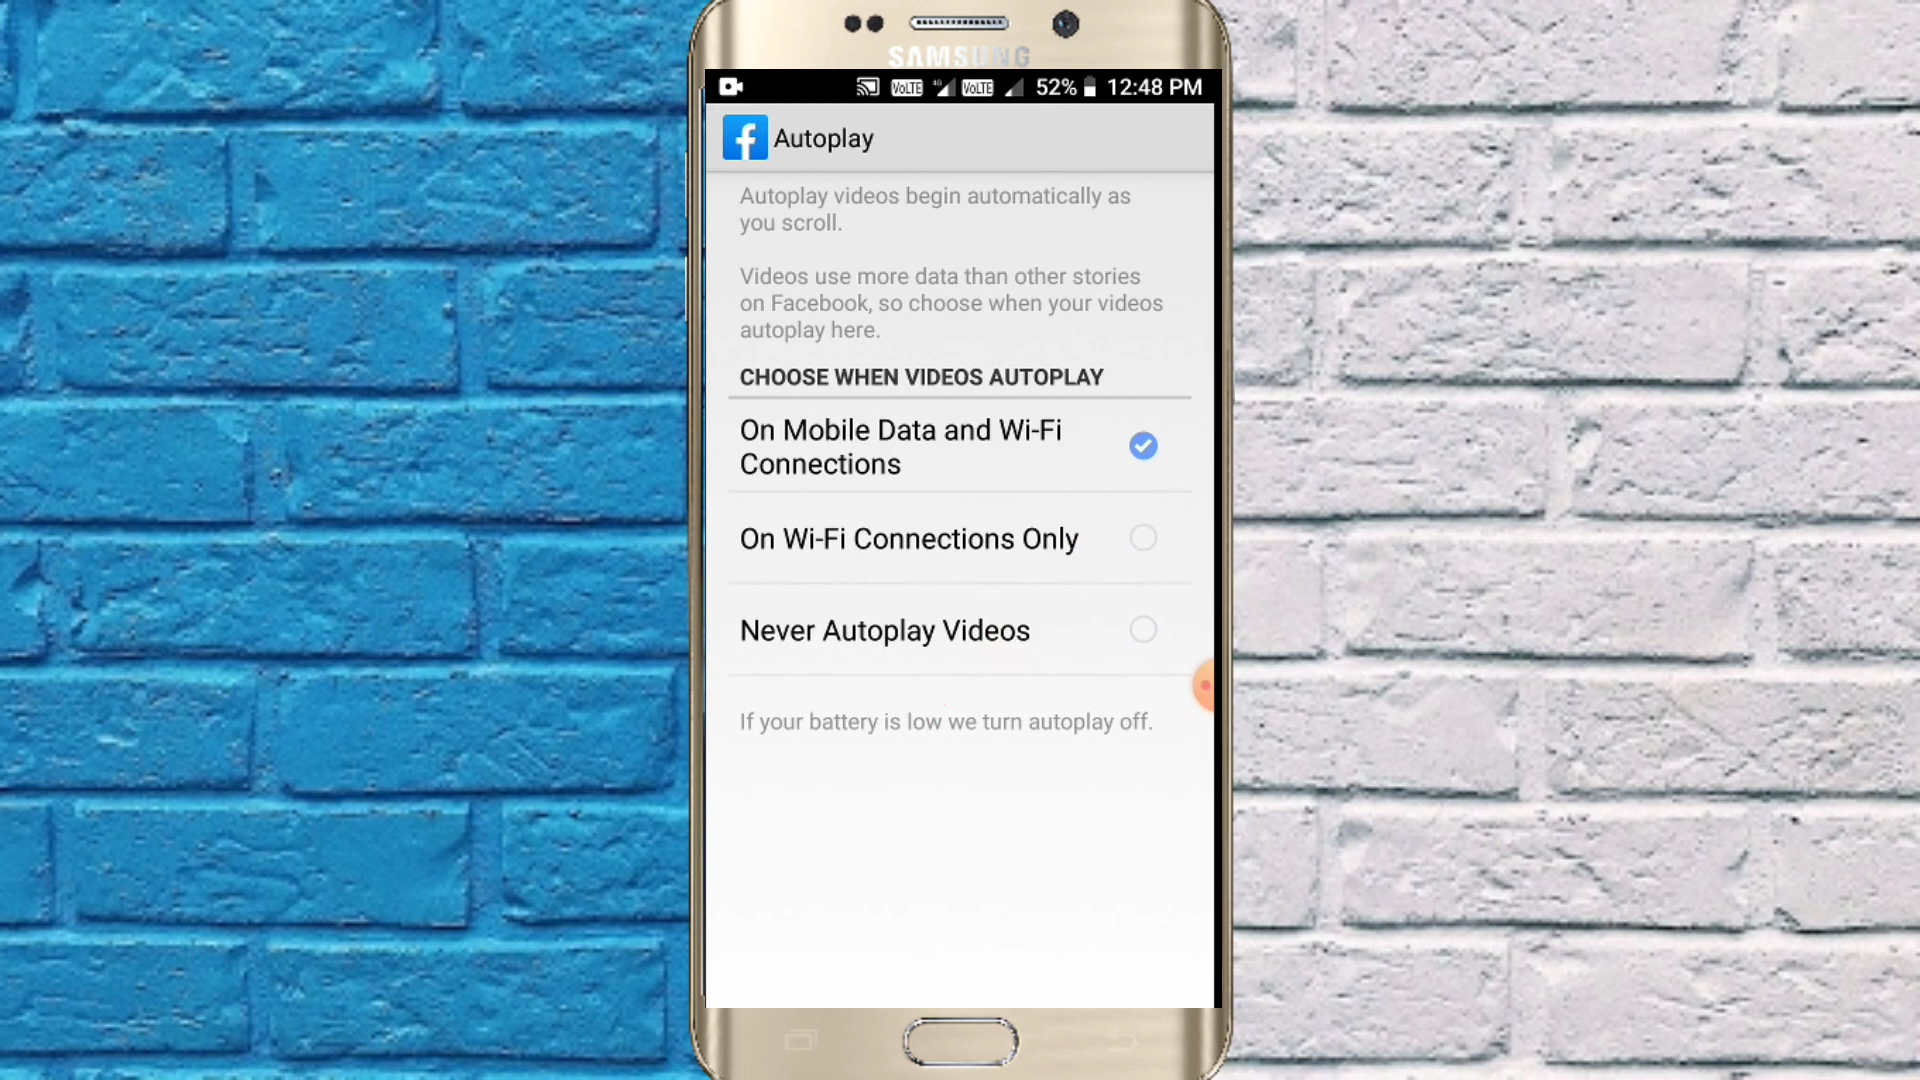 SAMSUNG
VoLTE 4G VoLTE 52% 12:48 PM
f Autoplay
Autoplay videos begin automatically as
you scroll.
Videos use more data than other stories
on Facebook, so choose when your videos
autoplay here.
CHOOSE WHEN VIDEOS AUTOPLAY
On Mobile Data and Wi-Fi
Connections
On Wi-Fi Connections Only
Never Autoplay Videos
If your battery is low we turn autoplay off.